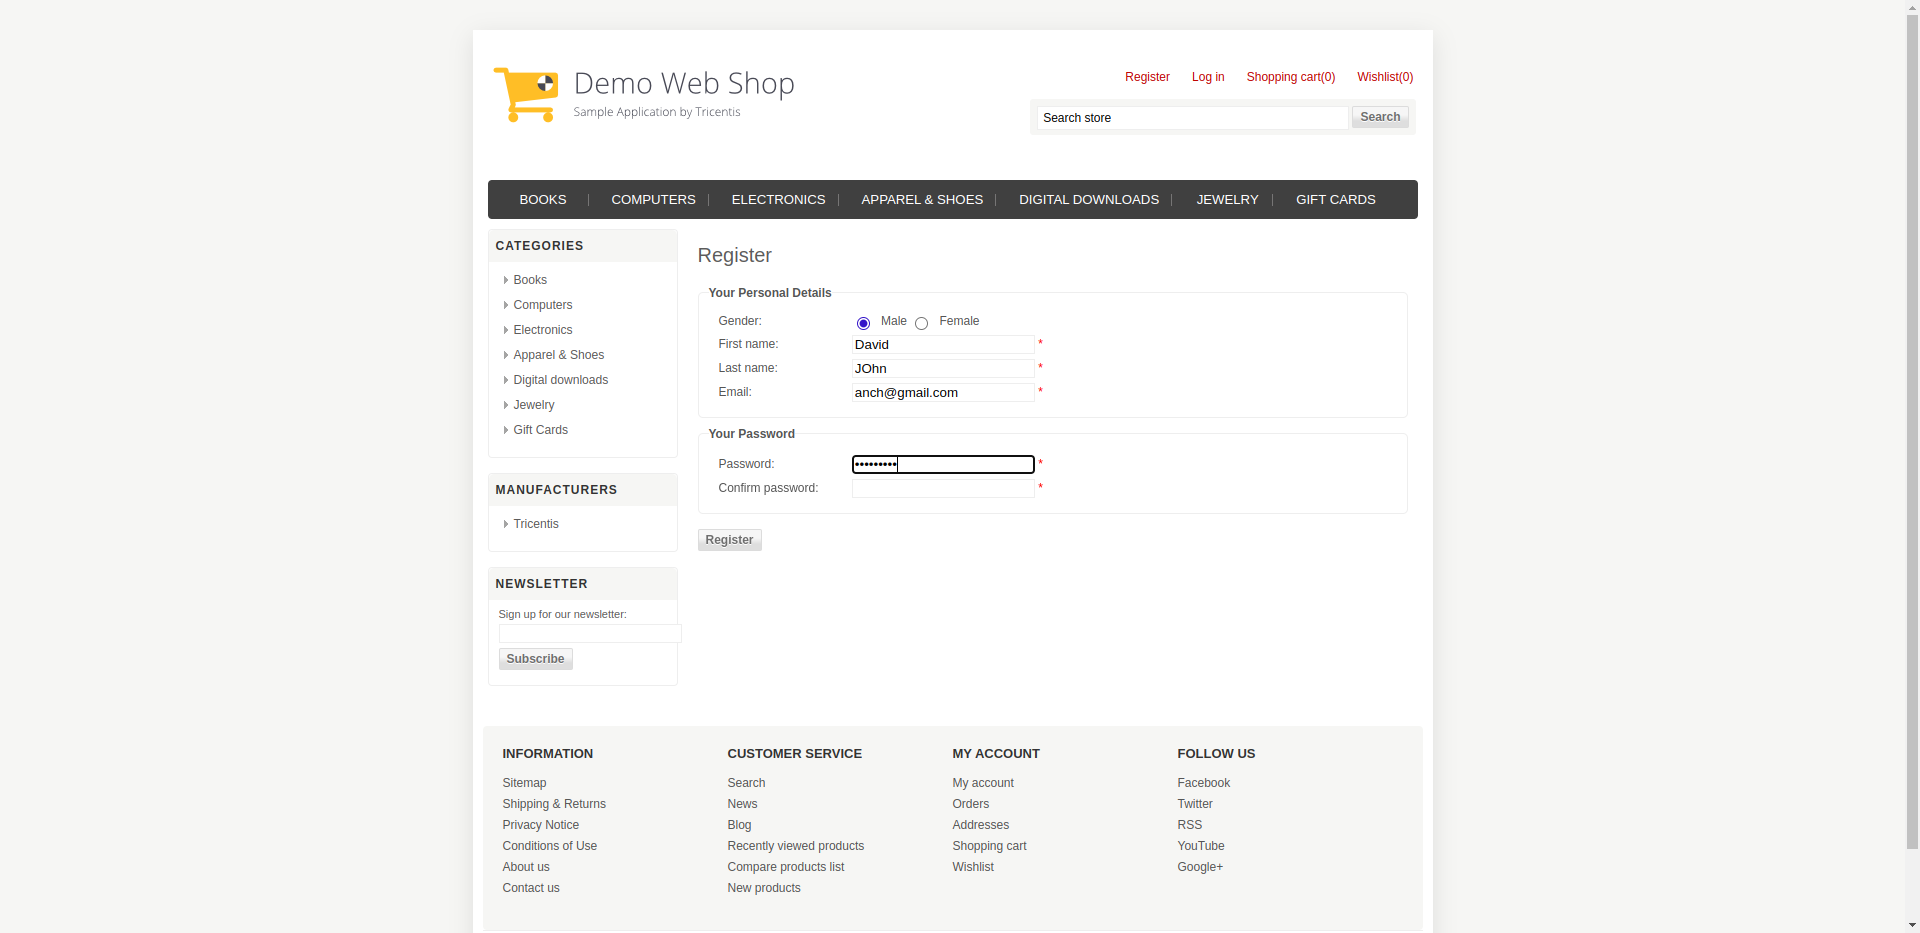 Demo Web Shop
Sample Application by Tricentis
Register Log in Shopping cart(0) Wishlist(0)
Search store Search
BOOKS COMPUTERS ELECTRONICS APPAREL & SHOES DIGITAL DOWNLOADS JEWELRY GIFT CARDS
CATEGORIES
Books
Computers
Electronics
Apparel & Shoes
Digital downloads
Jewelry
Gift Cards
MANUFACTURERS
Tricentis
NEWSLETTER
Sign up for our newsletter:
Subscribe
Register
Your Personal Details
Gender: Male Female
First name: David *
Last name: JOhn *
Email: anch@gmail.com *
Your Password
Password: ••••••••• *
Confirm password: *
Register
INFORMATION
Sitemap
Shipping & Returns
Privacy Notice
Conditions of Use
About us
Contact us
CUSTOMER SERVICE
Search
News
Blog
Recently viewed products
Compare products list
New products
MY ACCOUNT
My account
Orders
Addresses
Shopping cart
Wishlist
FOLLOW US
Facebook
Twitter
RSS
YouTube
Google+